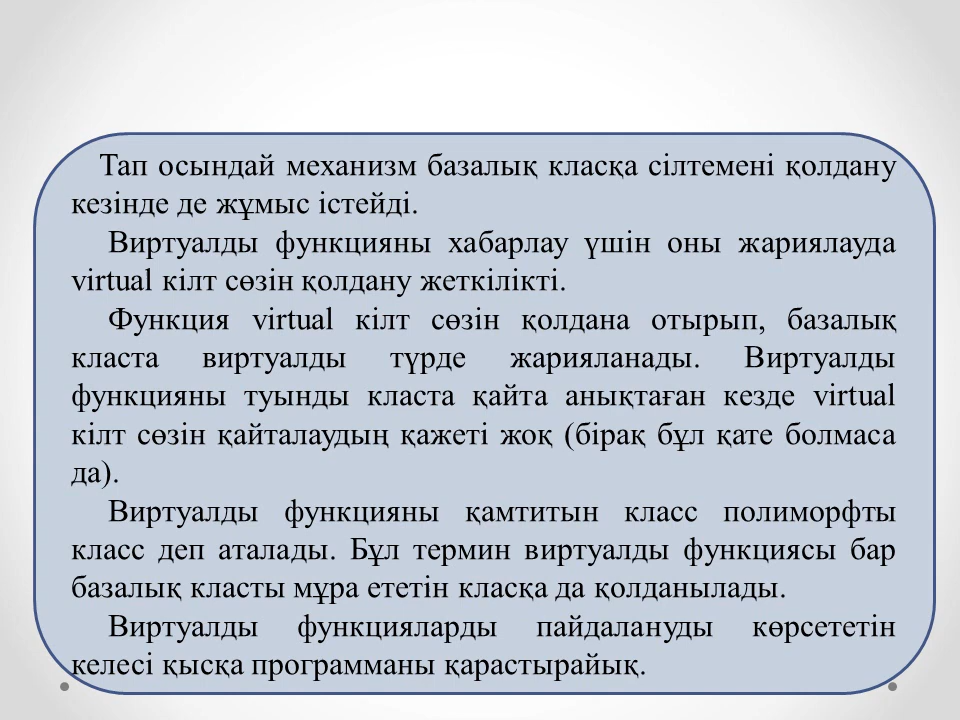 Тап осындай механизм базалық класқа сілтемені қолдану
кезінде де жұмыс істейді.
Виртуалды функцияны хабарлау үшін оны жариялауда
virtual кілт сөзін қолдану жеткілікті.
Функция virtual кілт сөзін қолдана отырып, базалық
класта виртуалды түрде жарияланады. Виртуалды
функцияны туынды класта қайта анықтаған кезде virtual
кілт сөзін қайталаудың қажеті жоқ (бірақ бұл қате болмаса
да).
Виртуалды функцияны қамтитын класс полиморфты
класс деп аталады. Бұл термин виртуалды функциясы бар
базалық класты мұра ететін класқа да қолданылады.
Виртуалды функцияларды пайдалануды көрсететін
келесі қысқа программаны қарастырайық.